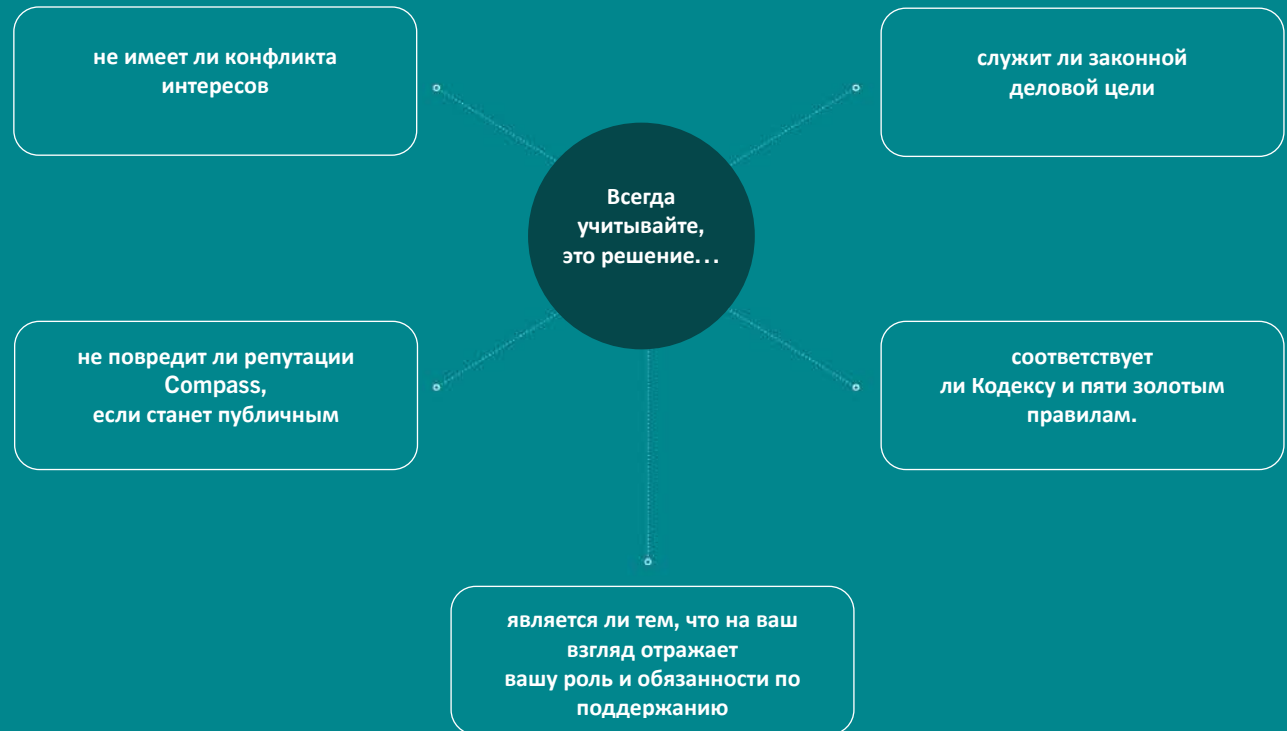 не имеет ли конфликта
интересов
служит ли законной
деловой цели
Всегда
учитывайте,
это решение...
не повредит ли репутации
Compass,
если станет публичным
соответствует
ли Кодексу и пяти золотым
правилам.
является ли тем, что на ваш
взгляд отражает
вашу роль и обязанности по
поддержанию